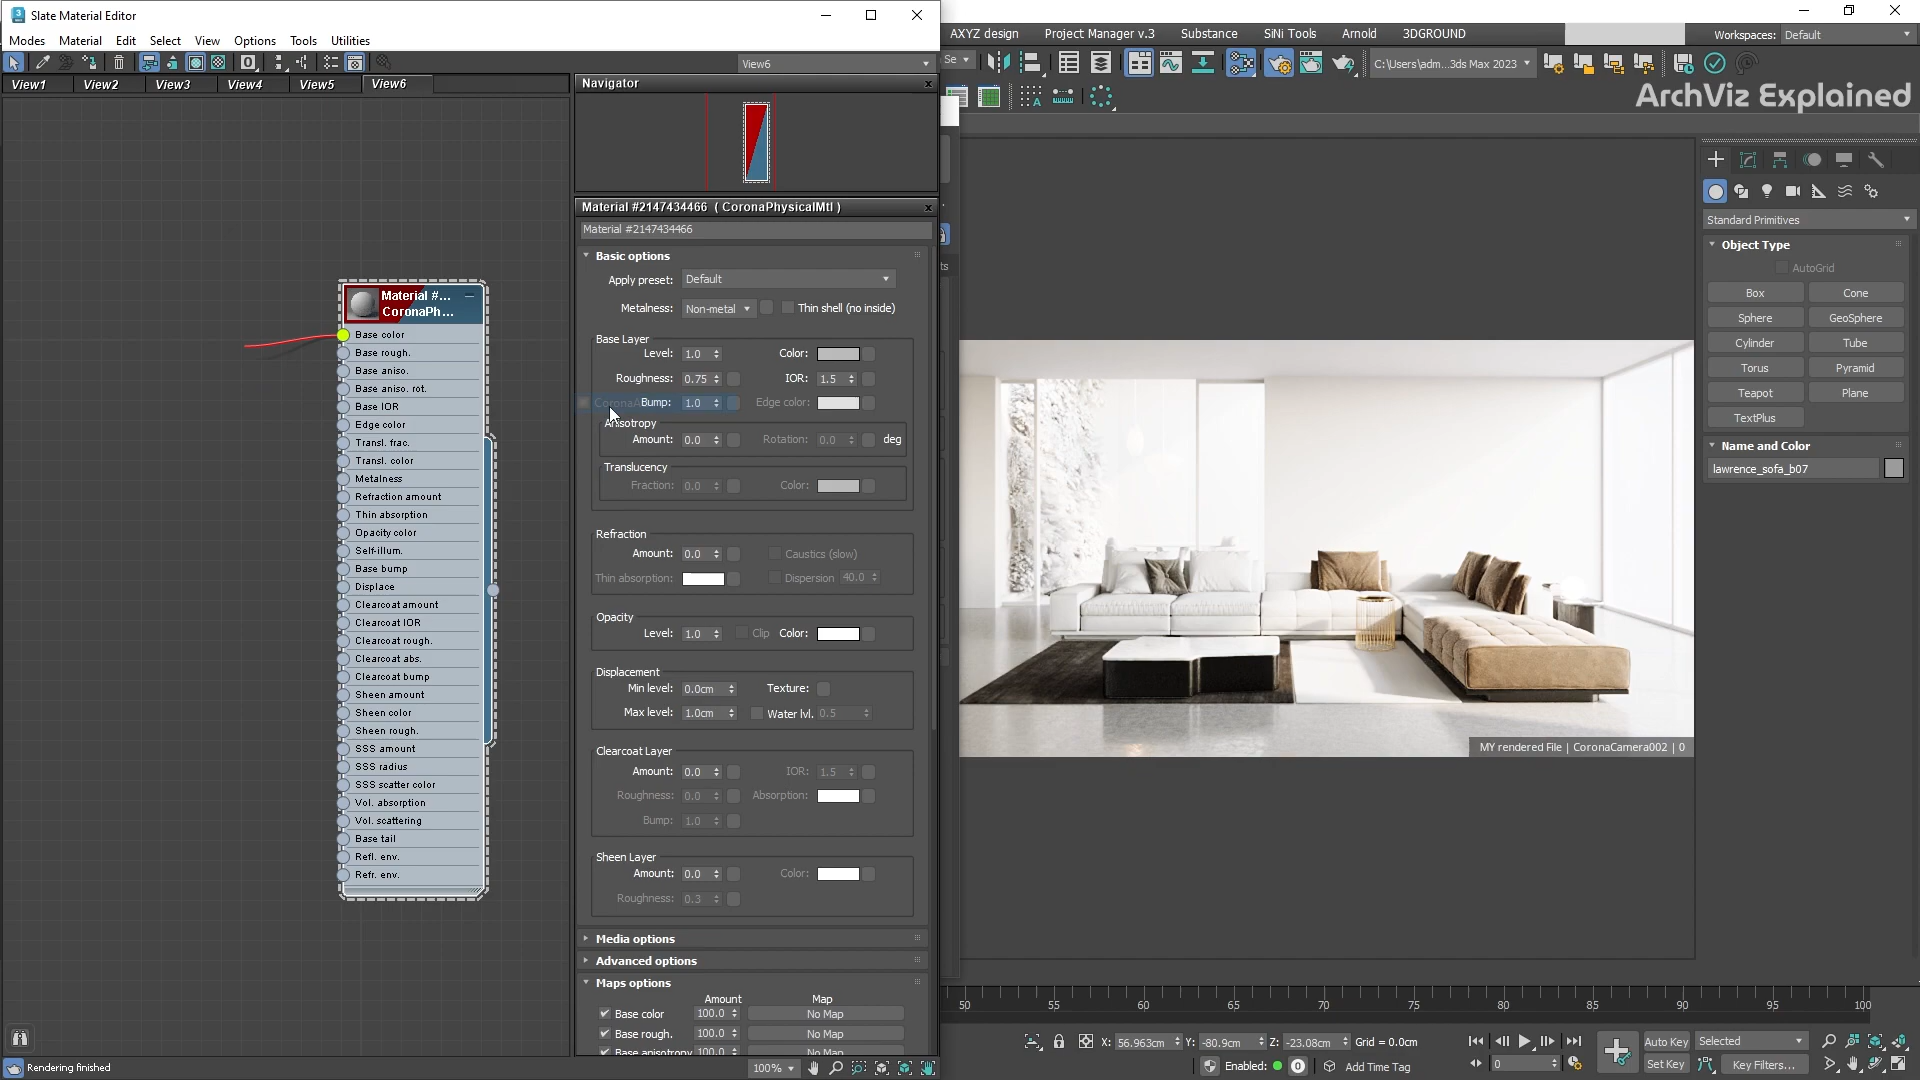 Slate Material Editor
Modes Material Edit Select View Options Tools Utilities
AXYZ design Project Manager v.3 Substance SiNi Tools Arnold 3DGROUND
Workspaces: Default
View6
Se
C:\Users\adm...3ds Max 2023
View1 View2 View3 View4 View5 View6
Navigator
ArchViz Explained
Material #2147434466 ( CoronaPhysicalMtl )
Material #2147434466
Basic options
Apply preset: Default
Metalness: Non-metal Thin shell (no inside)
Base Layer
Level: 1.0 Color:
Roughness: 0.75 IOR: 1.5
Bump: 1.0 Edge color:
Anisotropy
Amount: 0.0 Rotation: 0.0 deg
Translucency
Fraction: 0.0 Color:
Refraction
Amount: 0.0 Caustics (slow)
Thin absorption: Dispersion 40.0
Opacity
Level: 1.0 Clip Color:
Displacement
Min level: 0.0cm Texture:
Max level: 1.0cm Water lvl. 0.5
Clearcoat Layer
Amount: 0.0 IOR: 1.5
Roughness: 0.0 Absorption:
Bump: 1.0
Sheen Layer
Amount: 0.0 Color:
Roughness: 0.3
Media options
Advanced options
Maps options
Amount Map
Base color 100.0 No Map
Base rough. 100.0 No Map
Base anisotropy 100.0 No Map
Material #...
CoronaPh...
Base color
Base rough.
Base aniso.
Base aniso. rot.
Base IOR
Edge color
Transl. frac.
Transl. color
Metalness
Refraction amount
Thin absorption
Opacity color
Self-illum.
Base bump
Displace
Clearcoat amount
Clearcoat IOR
Clearcoat rough.
Clearcoat abs.
Clearcoat bump
Sheen amount
Sheen color
Sheen rough.
SSS amount
SSS radius
SSS scatter color
Vol. absorption
Vol. scattering
Base tail
Refl. env.
Refr. env.
ts
Standard Primitives
Object Type
AutoGrid
Box Cone
Sphere GeoSphere
Cylinder Tube
Torus Pyramid
Teapot Plane
TextPlus
Name and Color
lawrence_sofa_b07
MY rendered File | CoronaCamera002 | 0
50 55 60 65 70 75 80 85 90 95 100
X: 56.963cm Y: -80.9cm Z: -23.08cm Grid = 0.0cm
Auto Key Selected
Enabled: 0 Add Time Tag
0
Set Key Key Filters...
Rendering finished
100%